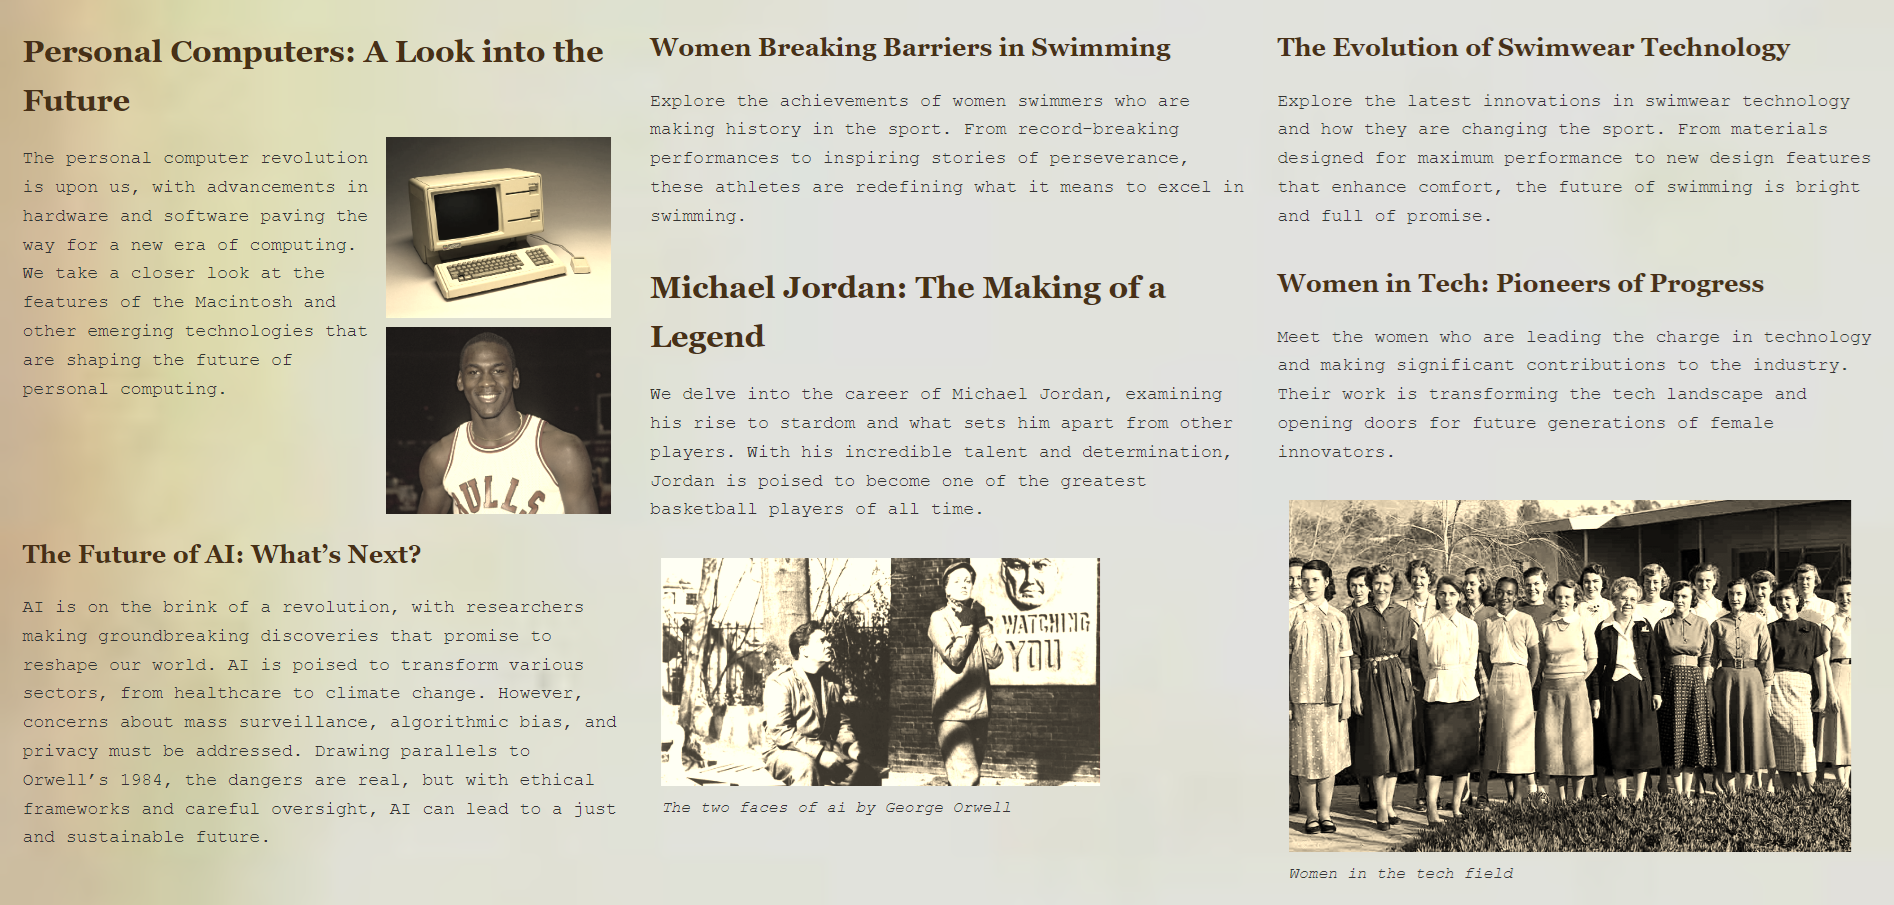 Personal Computers: A Look into the
Future
The personal computer revolution
is upon us, with advancements in
hardware and software paving the
way for a new era of computing.
We take a closer look at the
features of the Macintosh and
other emerging technologies that
are shaping the future of
personal computing.
BULLS
The Future of AI: What’s Next?
AI is on the brink of a revolution, with researchers
making groundbreaking discoveries that promise to
reshape our world. AI is poised to transform various
sectors, from healthcare to climate change. However,
concerns about mass surveillance, algorithmic bias, and
privacy must be addressed. Drawing parallels to
Orwell’s 1984, the dangers are real, but with ethical
frameworks and careful oversight, AI can lead to a just
and sustainable future.
Women Breaking Barriers in Swimming
Explore the achievements of women swimmers who are
making history in the sport. From record-breaking
performances to inspiring stories of perseverance,
these athletes are redefining what it means to excel in
swimming.
Michael Jordan: The Making of a
Legend
We delve into the career of Michael Jordan, examining
his rise to stardom and what sets him apart from other
players. With his incredible talent and determination,
Jordan is poised to become one of the greatest
basketball players of all time.
WATCHING
YOU
The two faces of ai by George Orwell
The Evolution of Swimwear Technology
Explore the latest innovations in swimwear technology
and how they are changing the sport. From materials
designed for maximum performance to new design features
that enhance comfort, the future of swimming is bright
and full of promise.
Women in Tech: Pioneers of Progress
Meet the women who are leading the charge in technology
and making significant contributions to the industry.
Their work is transforming the tech landscape and
opening doors for future generations of female
innovators.
Women in the tech field